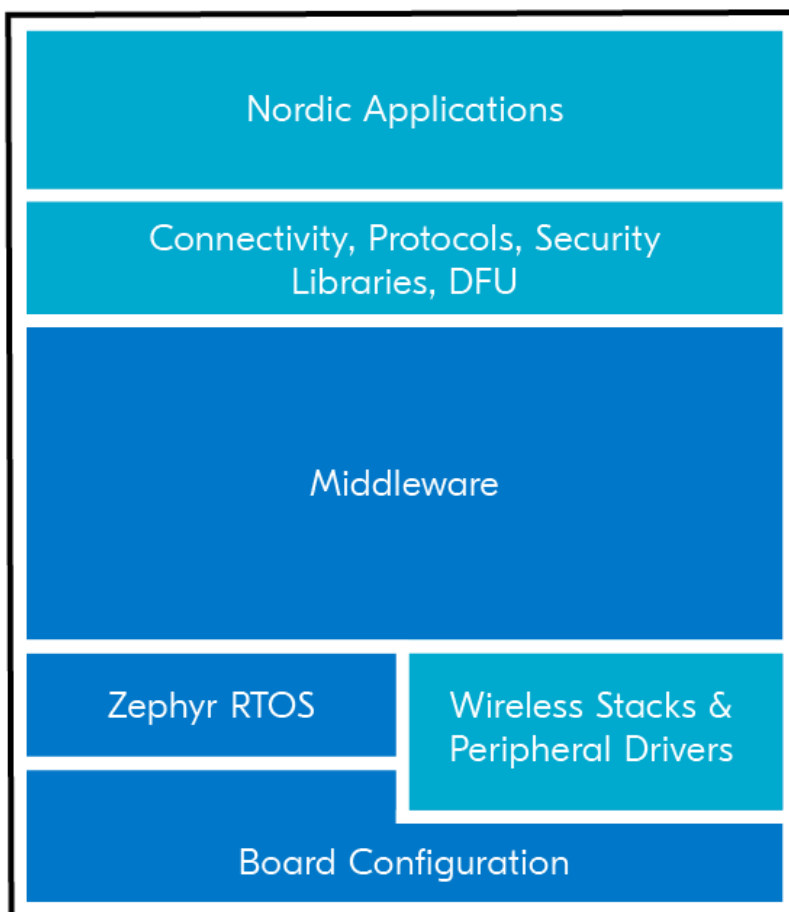 Nordic Applications
Connectivity, Protocols, Security
Libraries, DFU
Middleware
Zephyr RTOS
Wireless Stacks &
Peripheral Drivers
Board Configuration